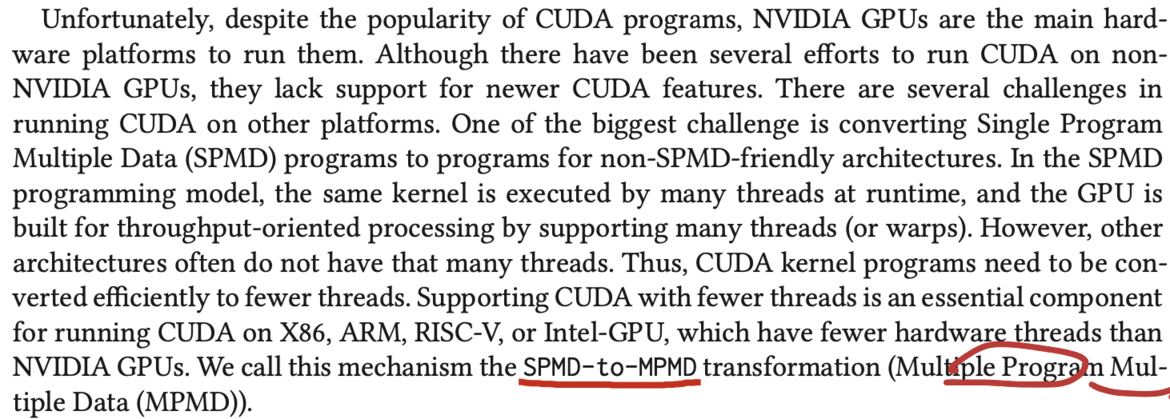 Unfortunately, despite the popularity of CUDA programs, NVIDIA GPUs are the main hard-
ware platforms to run them. Although there have been several efforts to run CUDA on non-
NVIDIA GPUs, they lack support for newer CUDA features. There are several challenges in
running CUDA on other platforms. One of the biggest challenge is converting Single Program
Multiple Data (SPMD) programs to programs for non-SPMD-friendly architectures. In the SPMD
programming model, the same kernel is executed by many threads at runtime, and the GPU is
built for throughput-oriented processing by supporting many threads (or warps). However, other
architectures often do not have that many threads. Thus, CUDA kernel programs need to be con-
verted efficiently to fewer threads. Supporting CUDA with fewer threads is an essential component
for running CUDA on X86, ARM, RISC-V, or Intel-GPU, which have fewer hardware threads than
NVIDIA GPUs. We call this mechanism the SPMD-to-MPMD transformation (Multiple Program Mul-
tiple Data (MPMD)).